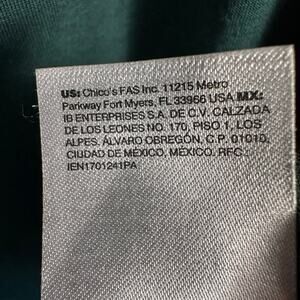 US: Chico's FAS Inc. 11215 Metro
Parkway Fort Myers, FL 33966 USA MX:
IB ENTERPRISES S.A. DE C.V. CALZADA
DE LOS LEONES NO. 170, PISO 1, LOS
ALPES, ÁLVARO OBREGÓN, C.P. 01010,
CIUDAD DE MÉXICO, MÉXICO. RFC.:
IEN1701241PA